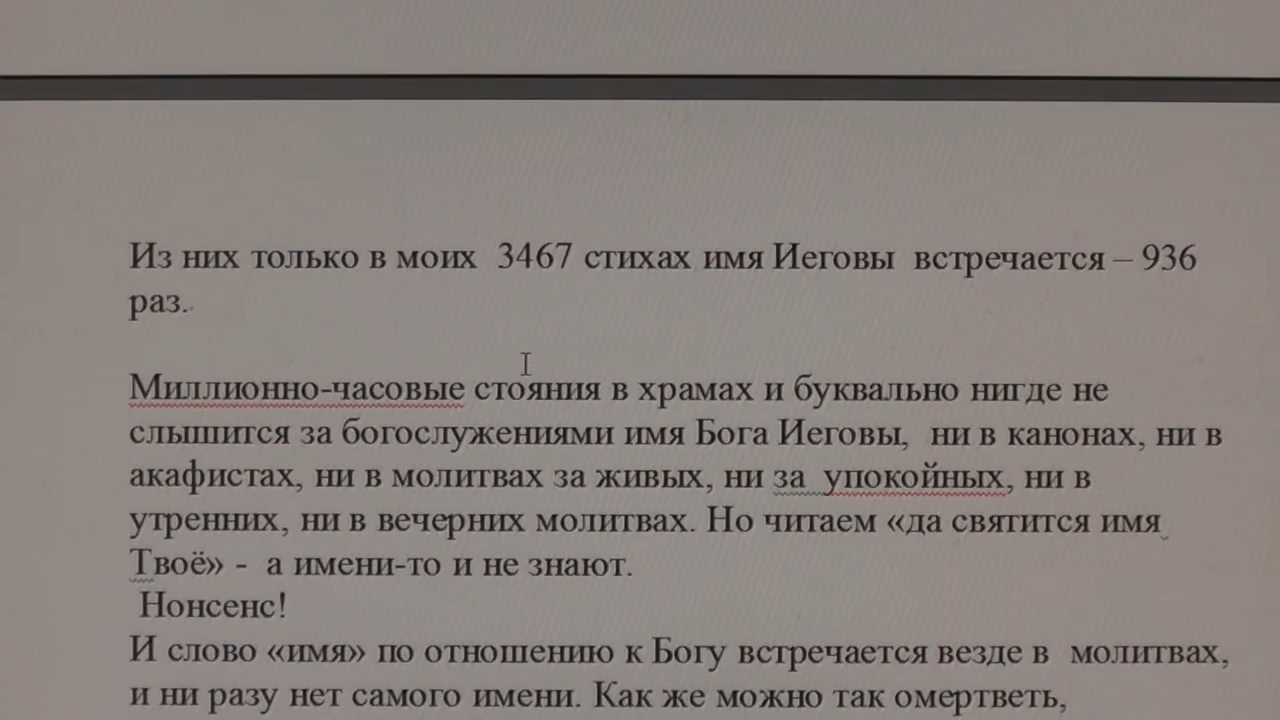 Из них только в моих 3467 стихах имя Иеговы встречается – 936
раз.
Миллионно-часовые стояния в храмах и буквально нигде не
слышится за богослужениями имя Бога Иеговы, ни в канонах, ни в
акафистах, ни в молитвах за живых, ни за упокойных, ни в
утренних, ни в вечерних молитвах. Но читаем «да святится имя
Твоё» - а имени-то и не знают.
Нонсенс!
И слово «имя» по отношению к Богу встречается везде в молитвах,
и ни разу нет самого имени. Как же можно так омертветь,